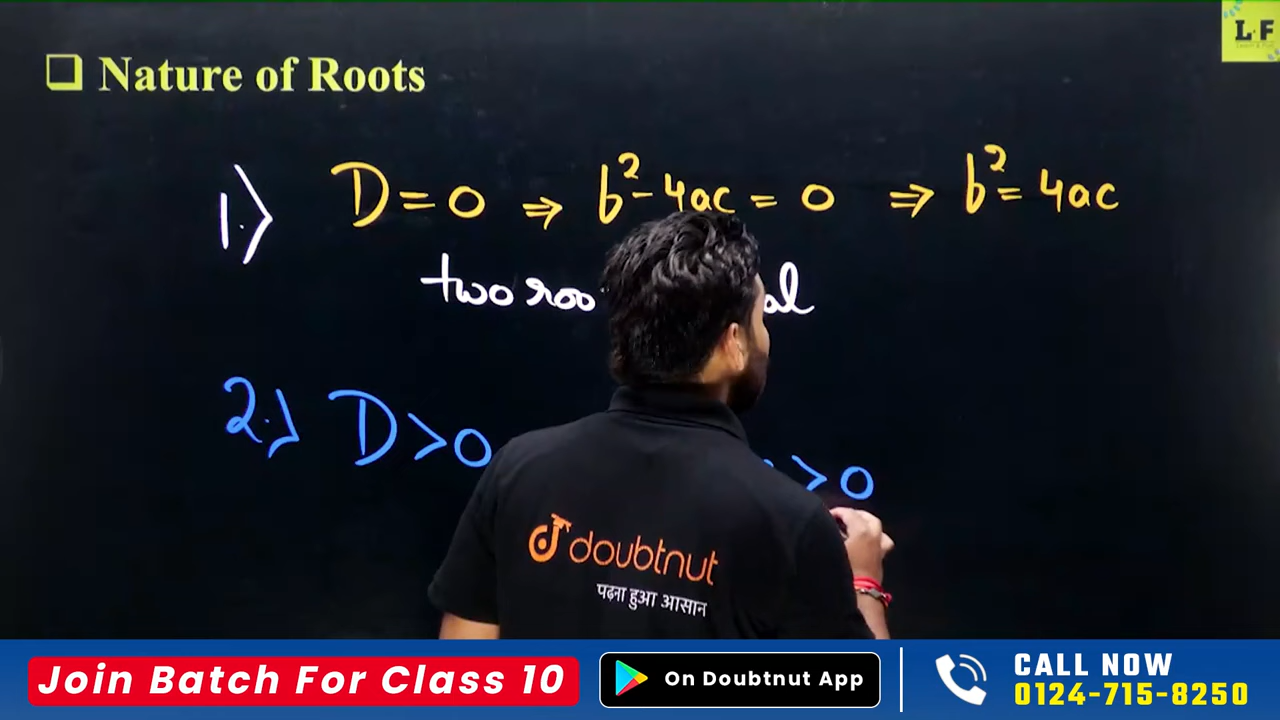 L F
❑ Nature of Roots
1.) D = 0 ⇒ b² - 4ac = 0 ⇒ b² = 4ac
two roo al
2.) D > 0 > 0
doubtnut
पढ़ना हुआ आसान
Join Batch For Class 10
On Doubtnut App
CALL NOW
0124-715-8250